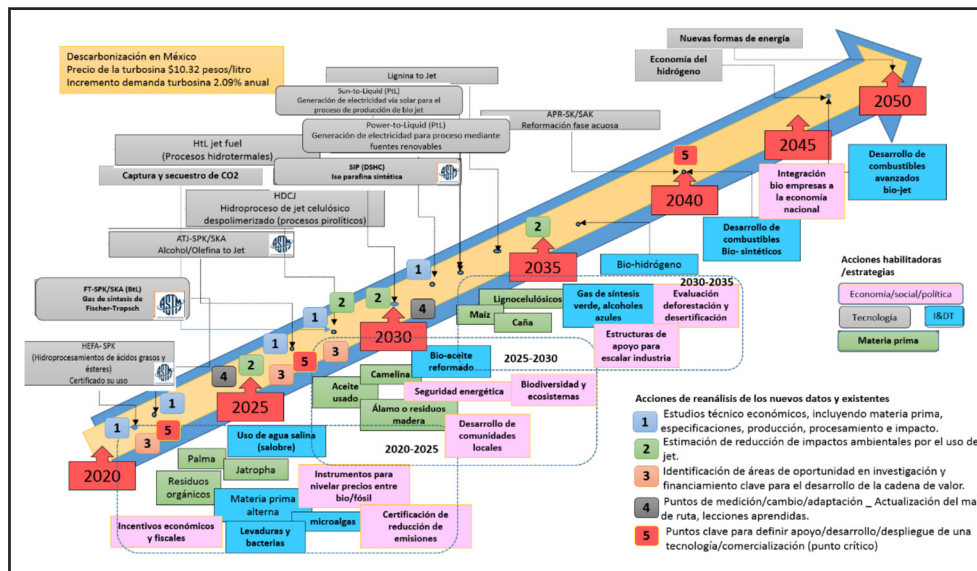 Descarbonización en México
Precio de la turbosina $10.32 pesos/litro
Incremento demanda turbosina 2.09% anual
Nuevas formas de energía
Economía del
hidrógeno
2050
Lignina to Jet
Sun-to-Liquid (PtL)
Generación de electricidad vía solar para el
proceso de producción de bio jet
Power-to-Liquid (PtL)
Generación de electricidad para proceso mediante
fuentes renovables
APR-SK/SAK
Reformación fase acuosa
HtL jet fuel
(Procesos hidrotermales)
Captura y secuestro de CO2
SIP (DSHC)
Iso parafina sintética
ASTM
HDCJ
Hidroproceso de jet celulósico
despolimerizado (procesos pirolíticos)
ATJ-SPK/SKA
Alcohol/Olefina to Jet
ASTM
FT-SPK/SKA (BtL)
Gas de síntesis de
Fischer-Tropsch
ASTM
HEFA- SPK
(Hidroprocesamientos de ácidos grasos y
ésteres)
Certificado su uso
ASTM
2045
5
2040
2
2035
1
2
2
4
2030
1
1
3
5
2
4
3
2025
1
1
5
3
2020
Integración
bio empresas a
la economía
nacional
Desarrollo de
combustibles
avanzados
bio-jet
Desarrollo de
combustibles
Bio- sintéticos
Bio-hidrógeno
2030-2035
Lignocelulósicos
Maíz
Caña
Gas de síntesis
verde, alcoholes
azules
Evaluación
deforestación y
desertificación
Estructuras de
apoyo para
escalar industria
2025-2030
Bio-aceite
reformado
Camelina
Aceite
usado
Álamo o residuos
madera
Seguridad energética
Biodiversidad y
ecosistemas
Desarrollo de
comunidades
locales
2020-2025
Uso de agua salina
(salobre)
Palma
Jatropha
Residuos
orgánicos
Materia prima
alterna
Instrumentos para
nivelar precios entre
bio/fósil
microalgas
Certificación de
reducción de
emisiones
Incentivos económicos
y fiscales
Levaduras y
bacterias
Acciones habilitadoras
/estrategias
Economía/social/política
Tecnología
I&DT
Materia prima
Acciones de reanálisis de los nuevos datos y existentes
1 Estudios técnico económicos, incluyendo materia prima,
especificaciones, producción, procesamiento e impacto.
2 Estimación de reducción de impactos ambientales por el uso de
jet.
3 Identificación de áreas de oportunidad en investigación y
financiamiento clave para el desarrollo de la cadena de valor.
4 Puntos de medición/cambio/adaptación _ Actualización del ma
de ruta, lecciones aprendidas.
5 Puntos clave para definir apoyo/desarrollo/despliegue de una
tecnología/comercialización (punto crítico)